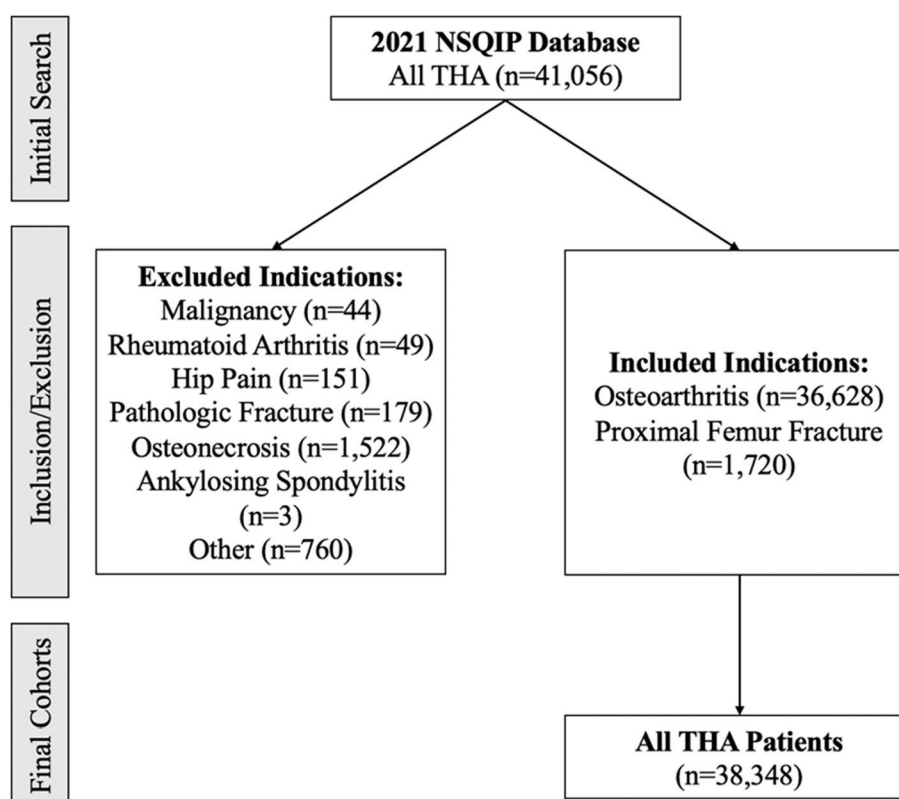 Initial Search
2021 NSQIP Database
All THA (n=41,056)
Inclusion/Exclusion
Excluded Indications:
Malignancy (n=44)
Rheumatoid Arthritis (n=49)
Hip Pain (n=151)
Pathologic Fracture (n=179)
Osteonecrosis (n=1,522)
Ankylosing Spondylitis
(n=3)
Other (n=760)
Included Indications:
Osteoarthritis (n=36,628)
Proximal Femur Fracture
(n=1,720)
Final Cohorts
All THA Patients
(n=38,348)